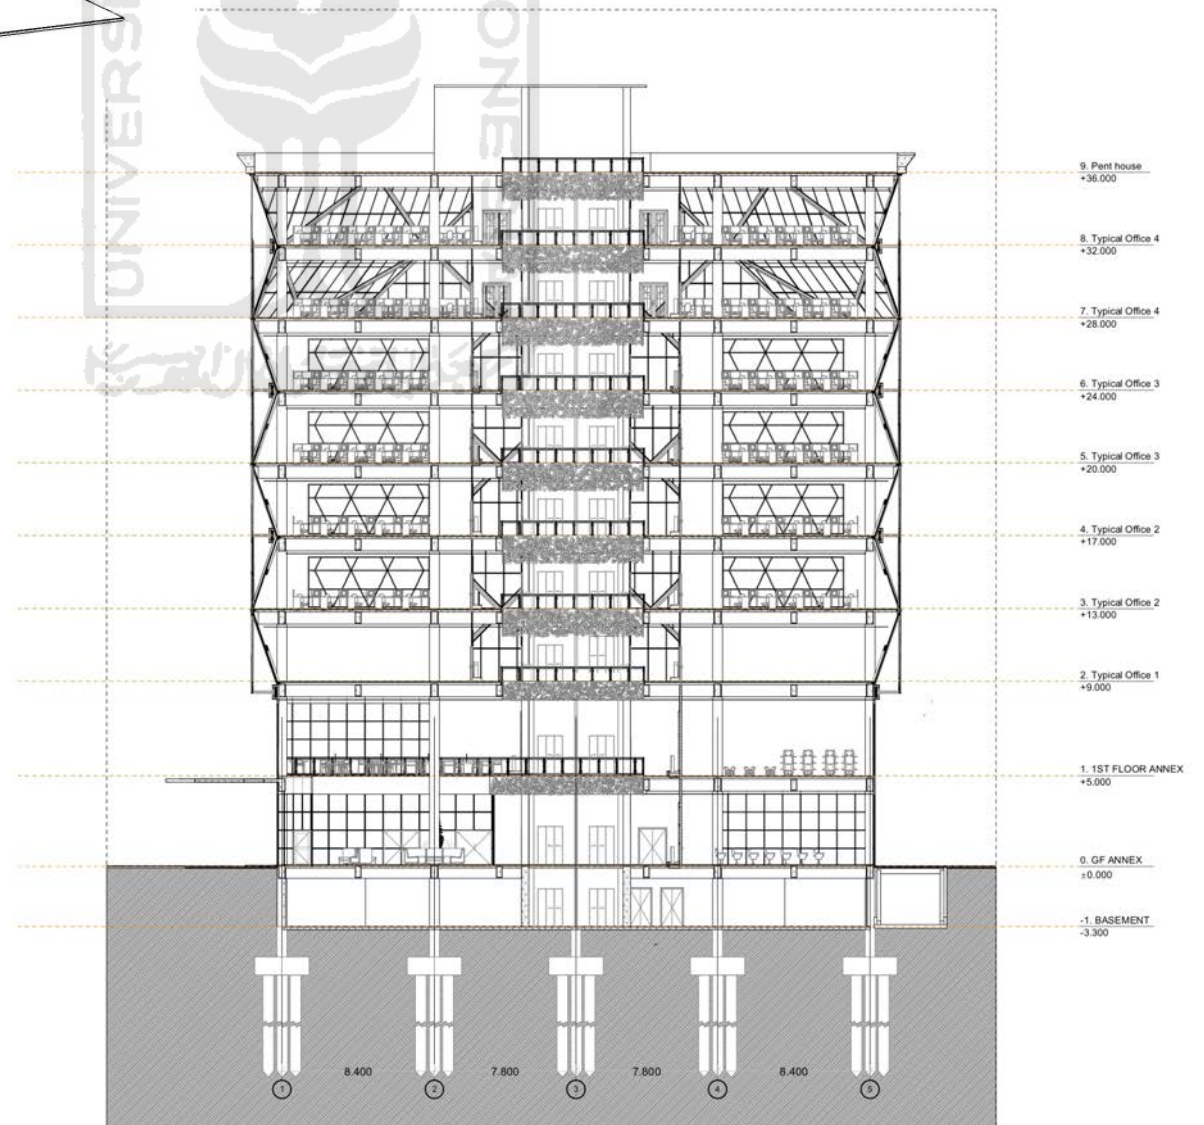 UNIVERSI
ONE
9. Pent house
+36.000
8. Typical Office 4
+32.000
7. Typical Office 4
+28.000
6. Typical Office 3
+24.000
5. Typical Office 3
+20.000
4. Typical Office 2
+17.000
3. Typical Office 2
+13.000
2. Typical Office 1
+9.000
1. 1ST FLOOR ANNEX
+5.000
0. GF ANNEX
±0.000
-1. BASEMENT
-3.300
8.400 7.800 7.800 8.400
1 2 3 4 5